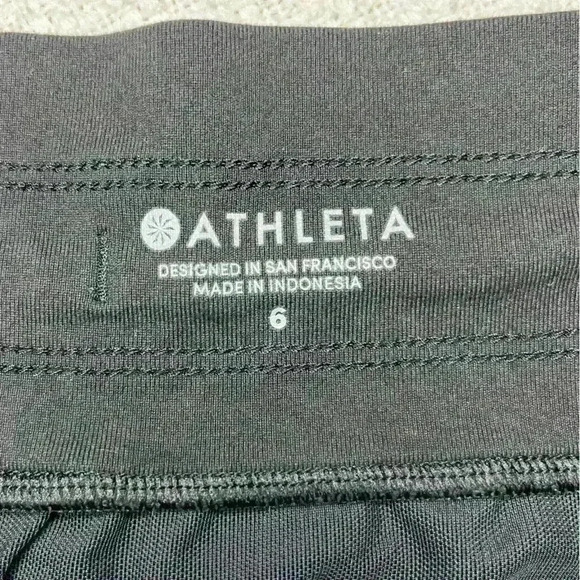 ATHLETA
DESIGNED IN SAN FRANCISCO
MADE IN INDONESIA
6